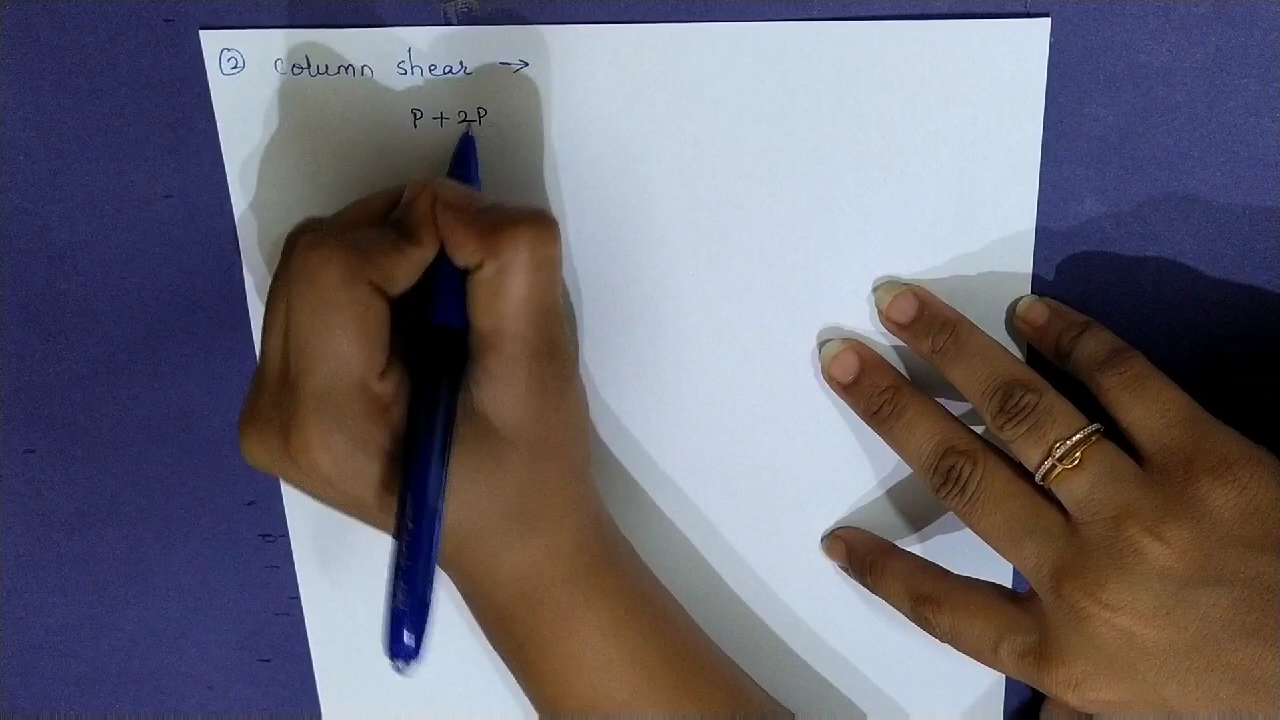 ② column shear →
P + 2P